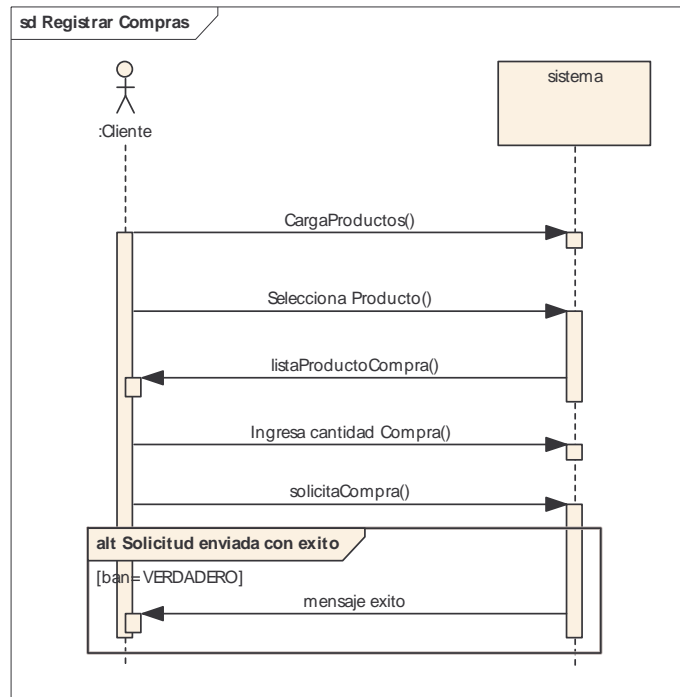 sd Registrar Compras
:Cliente
sistema
CargaProductos()
Selecciona Producto()
listaProductoCompra()
Ingresa cantidad Compra()
solicitaCompra()
alt Solicitud enviada con exito
[ban=VERDADERO]
mensaje exito